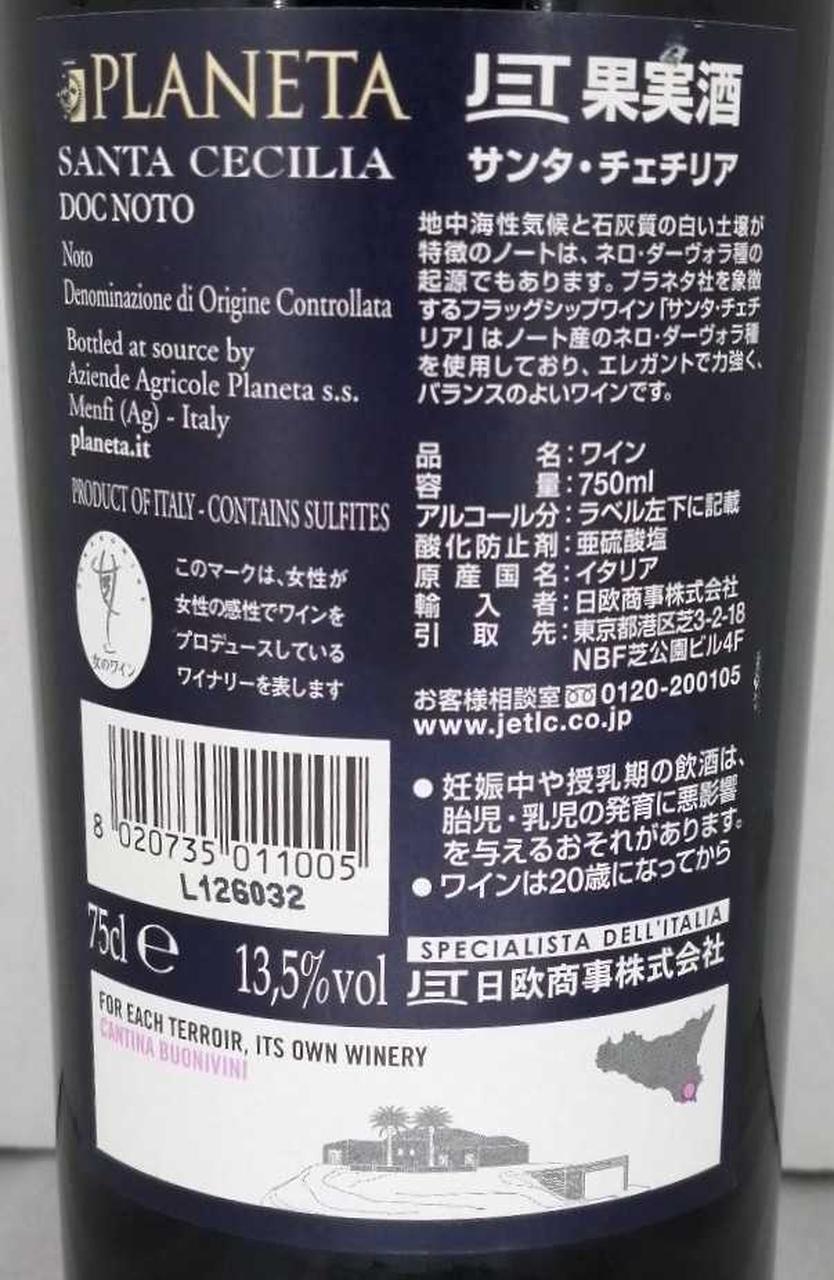 PLANETA
SANTA CECILIA
DOC NOTO
Noto
Denominazione di Origine Controllata
Bottled at source by
Aziende Agricole Planeta s.s.
Menfi (Ag) - Italy
planeta.it
PRODUCT OF ITALY - CONTAINS SULFITES
女のワイン
このマークは、女性が
女性の感性でワインを
プロデュースしている
ワイナリーを表します
8 020735 011005
L126032
75cl e 13,5%vol
JET 果実酒
サンタ・チェチリア
地中海性気候と石灰質の白い土壌が
特徴のノートは、ネロ・ダーヴォラ種の
起源でもあります。プラネタ社を象徴
するフラッグシップワイン「サンタ・チェチ
リア」はノート産のネロ・ダーヴォラ種
を使用しており、エレガントで力強く、
バランスのよいワインです。
品名：ワイン
容量：750ml
アルコール分：ラベル左下に記載
酸化防止剤：亜硫酸塩
原産国名：イタリア
輸入者：日欧商事株式会社
引取先：東京都港区芝3-2-18
NBF芝公園ビル4F
お客様相談室 0120-200105
www.jetlc.co.jp
● 妊娠中や授乳期の飲酒は、
胎児・乳児の発育に悪影響
を与えるおそれがあります。
● ワインは20歳になってから
SPECIALISTA DELL'ITALIA
JET 日欧商事株式会社
FOR EACH TERROIR, ITS OWN WINERY
CANTINA BUONIVINI